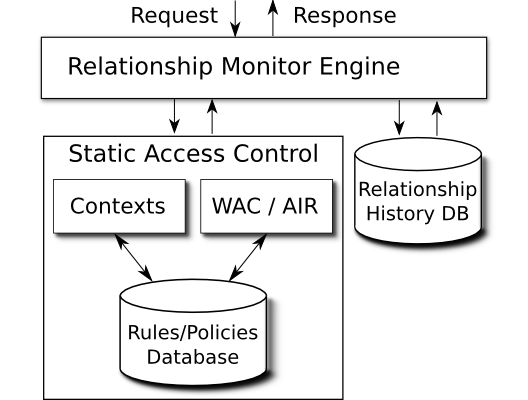 Request
Response
Relationship Monitor Engine
Static Access Control
Contexts
WAC / AIR
Relationship
History DB
Rules/Policies
Database